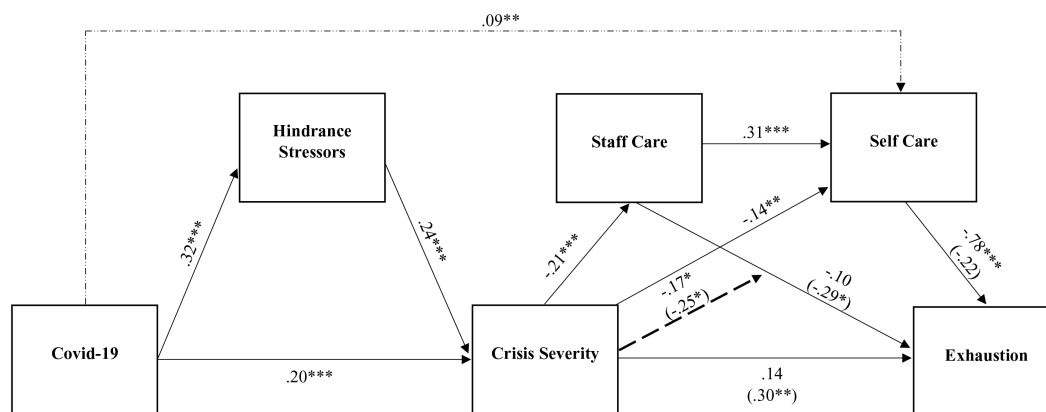 .09**
Hindrance
Stressors
Staff Care
.31***
Self Care
.32***
.24***
-.21***
-.14**
-.17*
(-.25*)
-.10
(-.29*)
-.78***
(-.22)
Covid-19
.20***
Crisis Severity
.14
(.30**)
Exhaustion